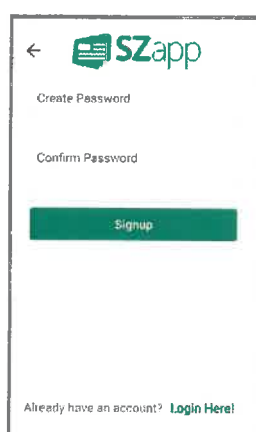 SZapp
Create Password
Confirm Password
Signup
Already have an account? Login Here!